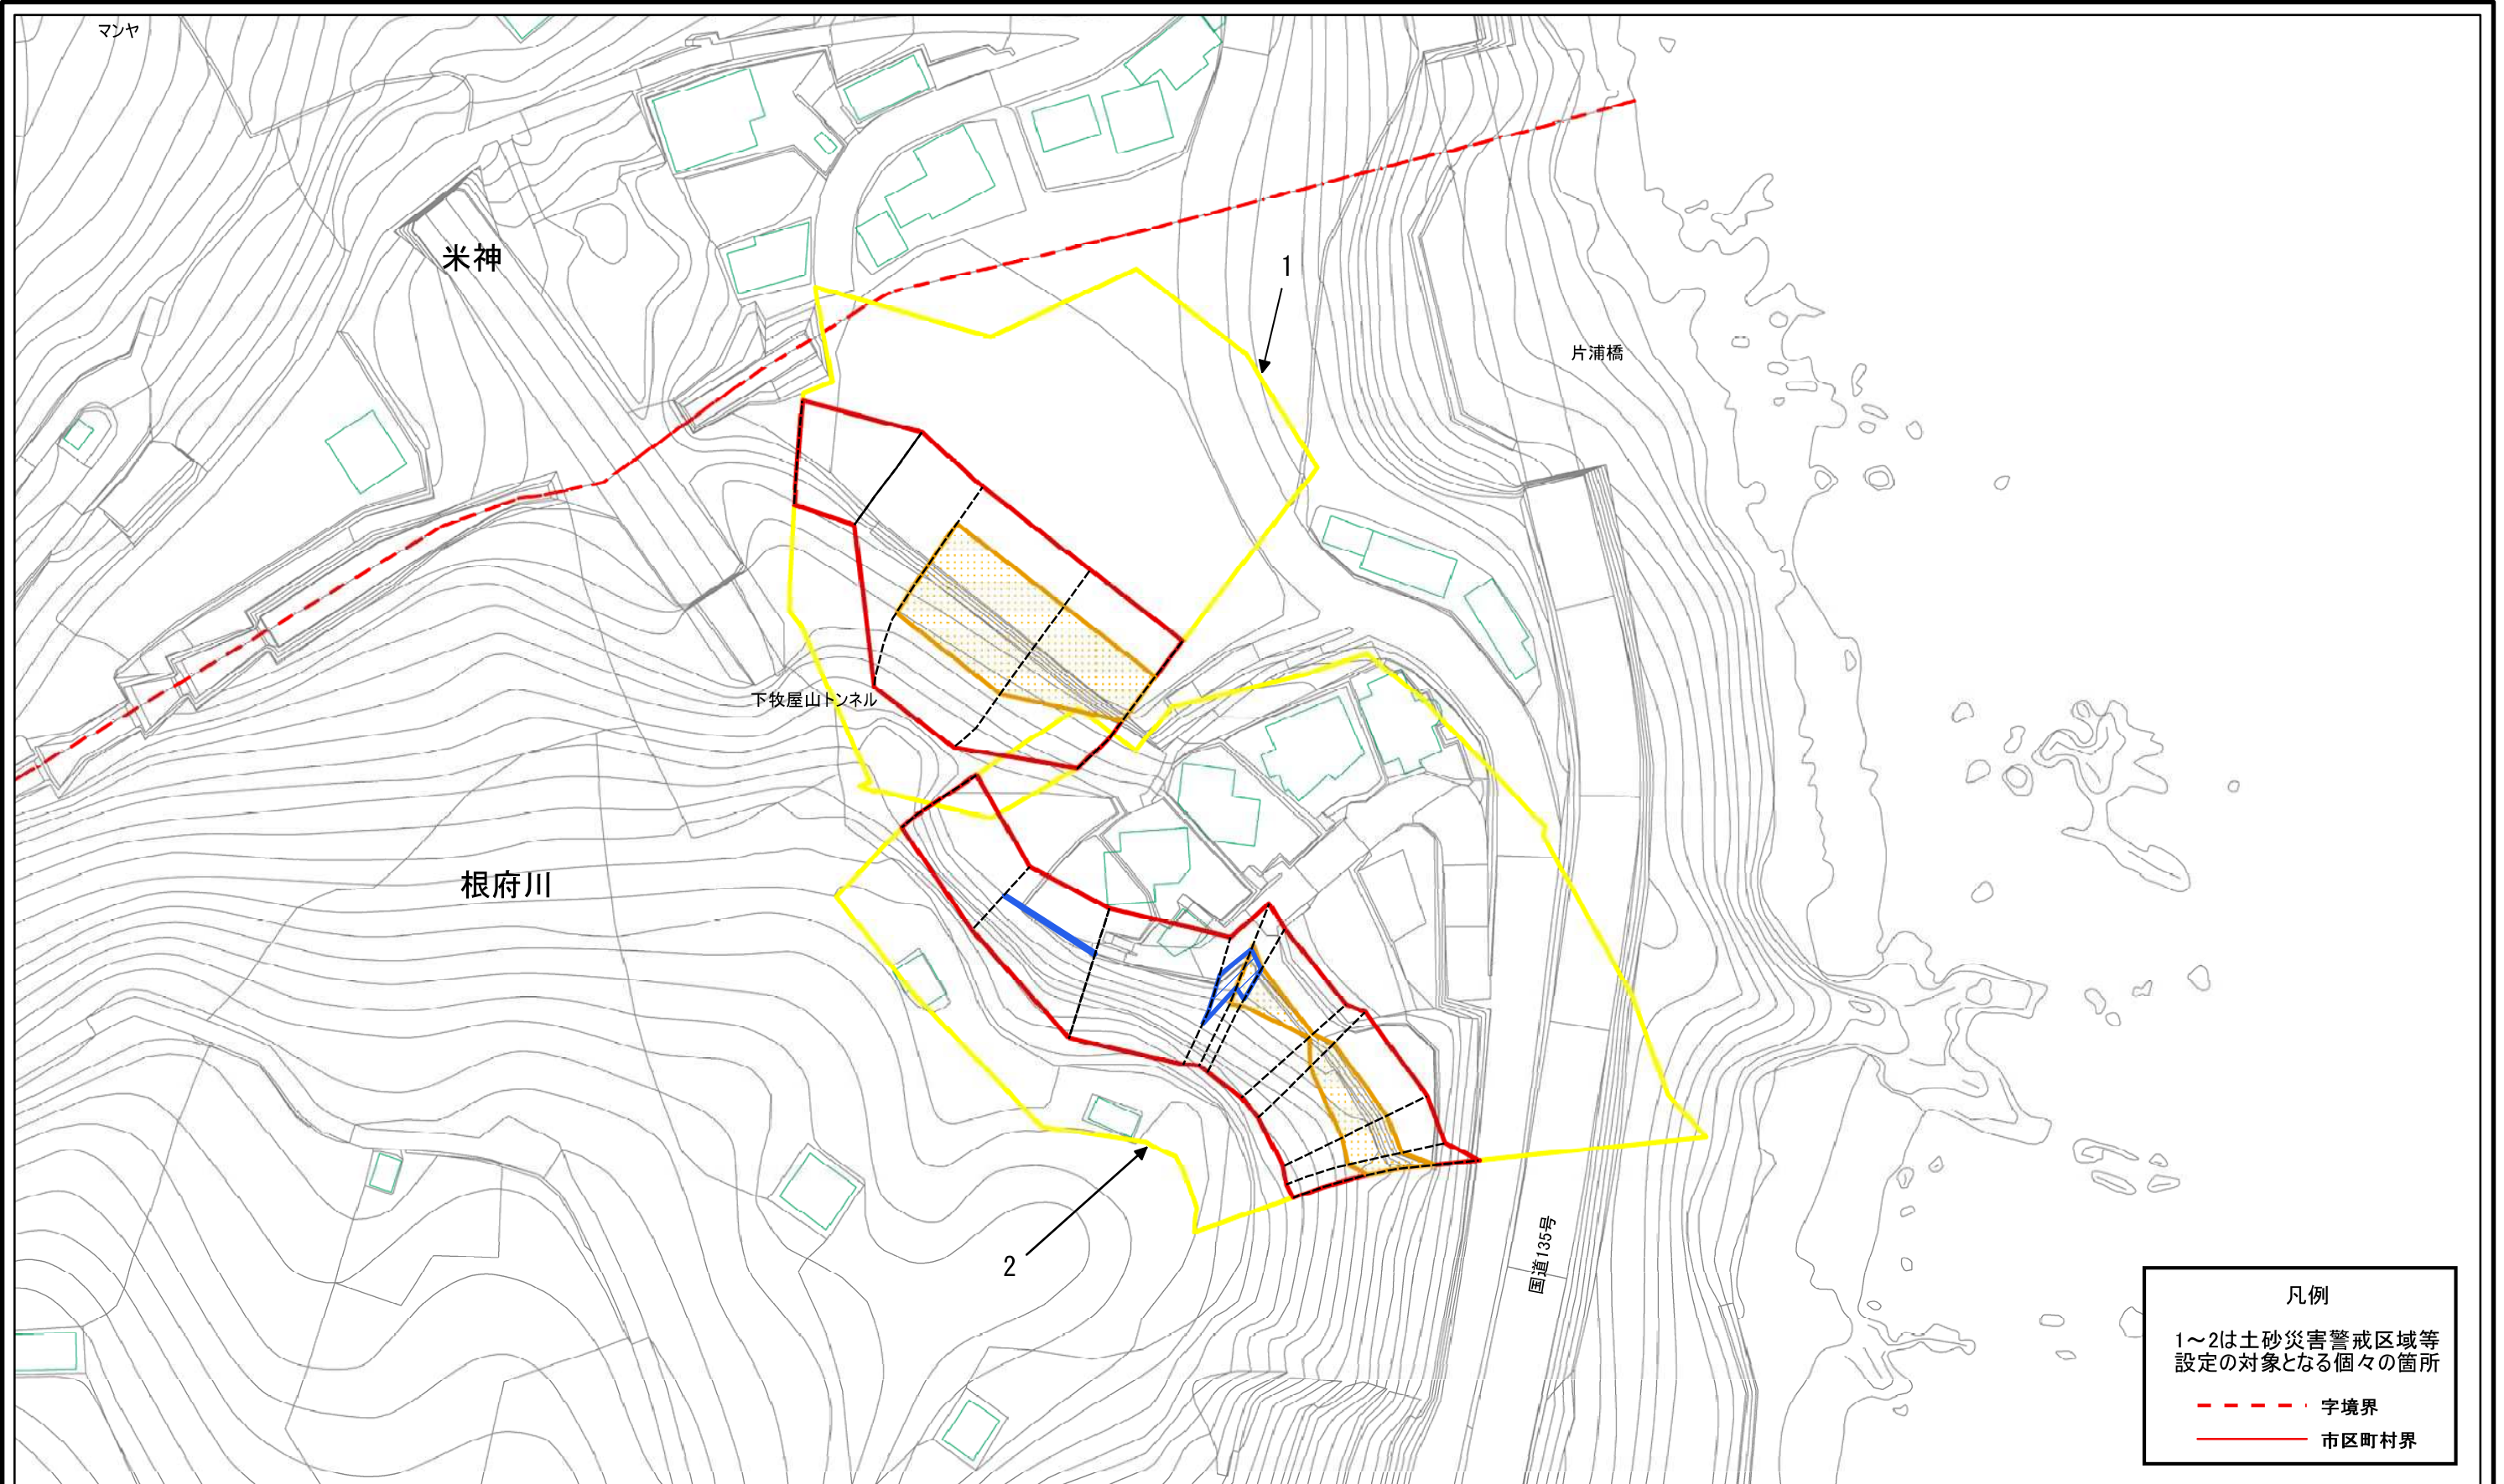 マンヤ
米神
1
片浦橋
下牧屋山トンネル
根府川
2
国道135号
凡例
1～2は土砂災害警戒区域等
設定の対象となる個々の箇所
字境界
市区町村界